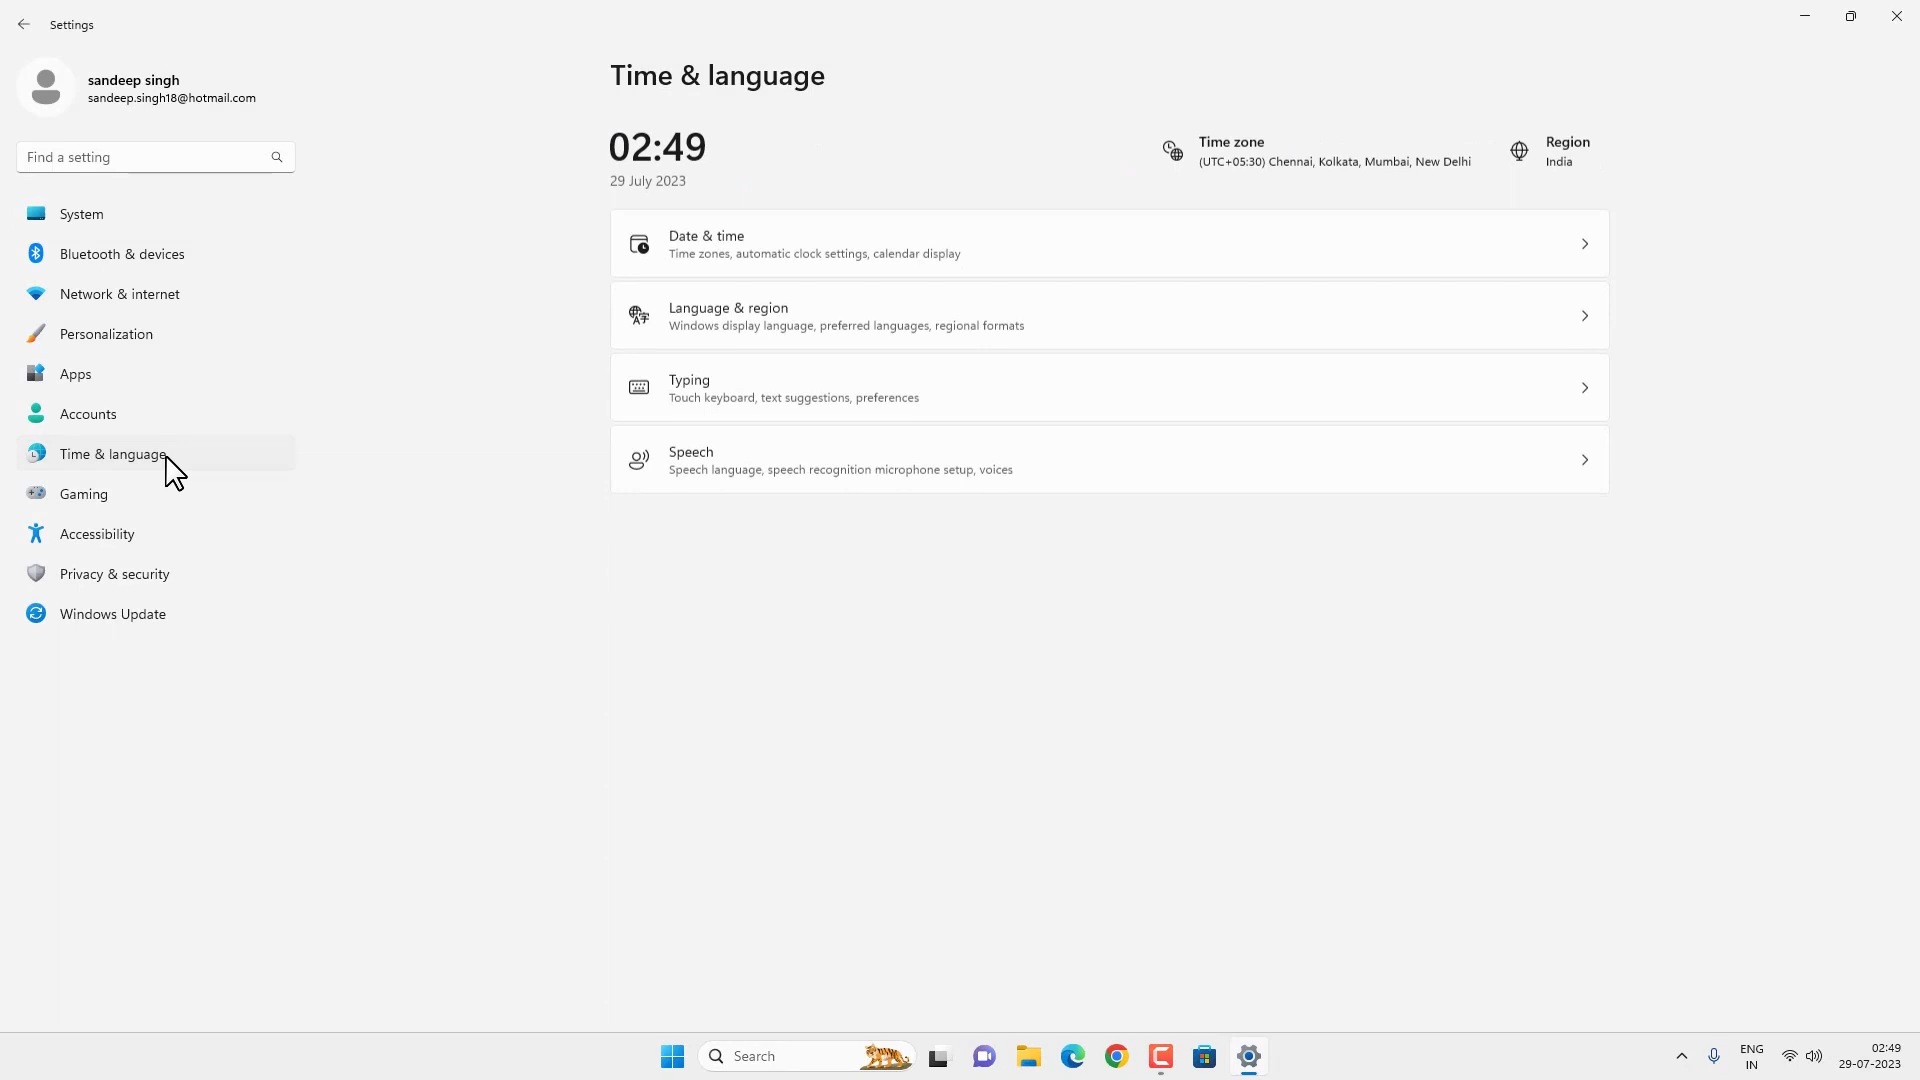 Settings
sandeep singh
sandeep.singh18@hotmail.com
Find a setting
System
Bluetooth & devices
Network & internet
Personalization
Apps
Accounts
Time & language
Gaming
Accessibility
Privacy & security
Windows Update
Time & language
02:49
29 July 2023
Time zone
(UTC+05:30) Chennai, Kolkata, Mumbai, New Delhi
Region
India
Date & time
Time zones, automatic clock settings, calendar display
Language & region
Windows display language, preferred languages, regional formats
Typing
Touch keyboard, text suggestions, preferences
Speech
Speech language, speech recognition microphone setup, voices
Search
ENG
IN
02:49
29-07-2023